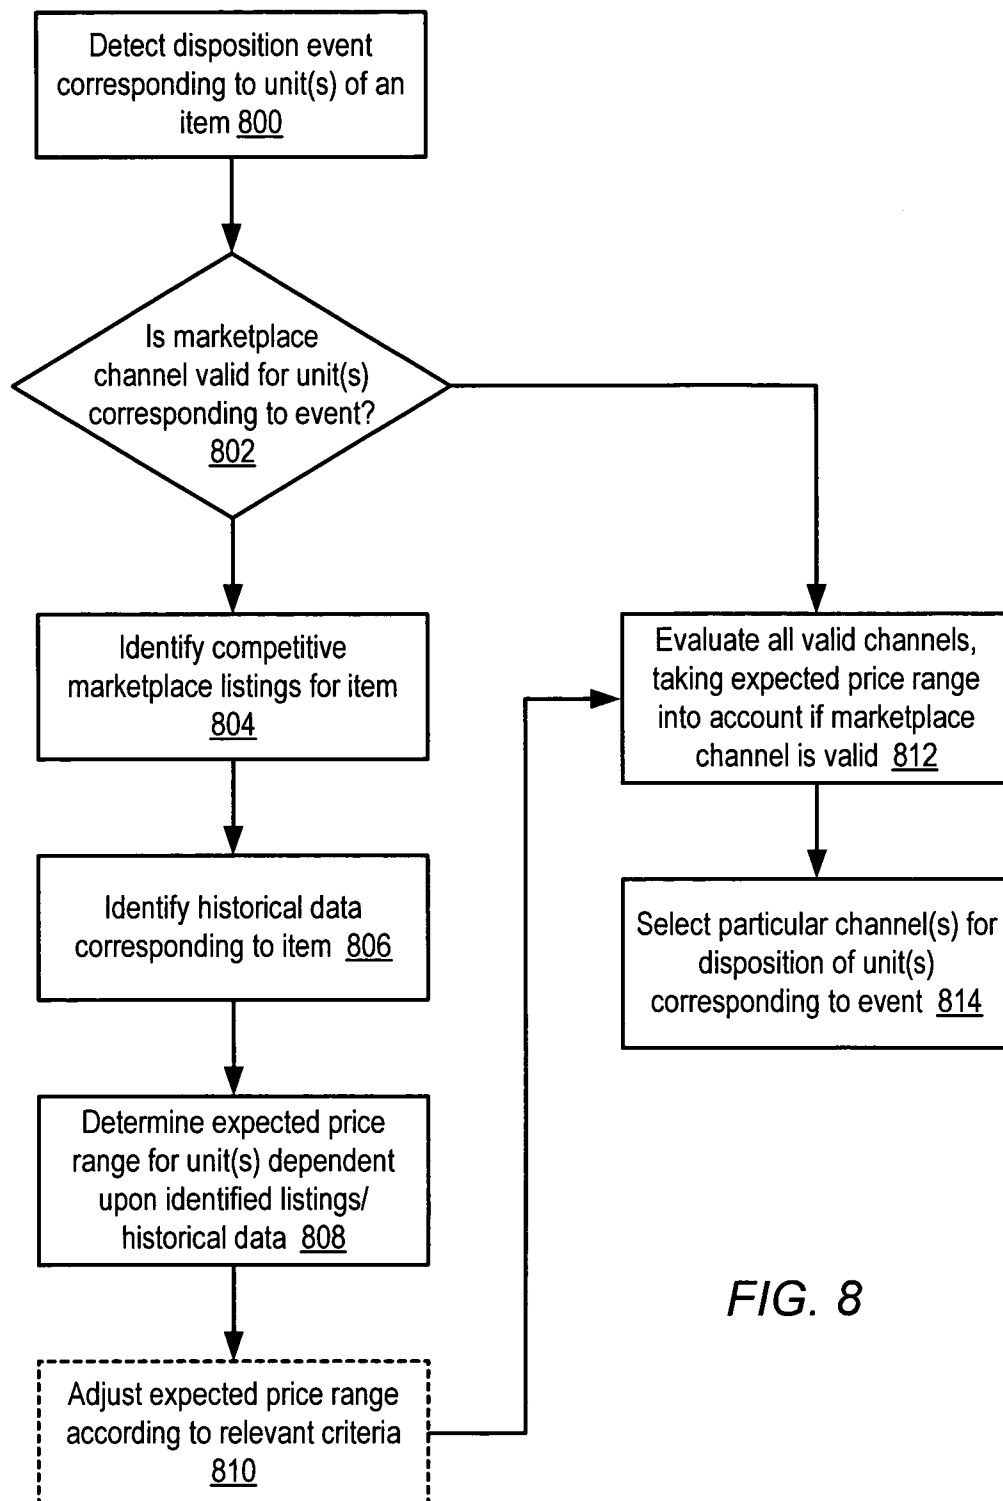 Detect disposition event
corresponding to unit(s) of an
item 800
Is marketplace
channel valid for unit(s)
corresponding to event?
802
Identify competitive
marketplace listings for item
804
Identify historical data
corresponding to item 806
Determine expected price
range for unit(s) dependent
upon identified listings/
historical data 808
Adjust expected price range
according to relevant criteria
810
Evaluate all valid channels,
taking expected price range
into account if marketplace
channel is valid 812
Select particular channel(s) for
disposition of unit(s)
corresponding to event 814
FIG. 8